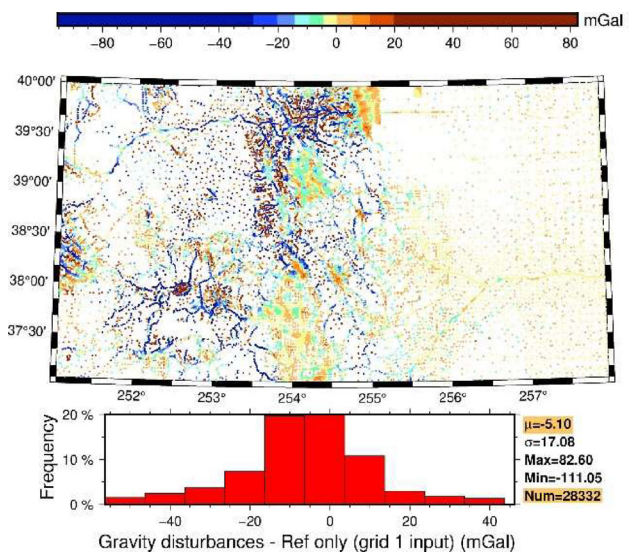 mGal
−80 −60 −40 −20 0 20 40 60 80
40°00'
39°30'
39°00'
38°30'
38°00'
37°30'
252° 253° 254° 255° 256° 257°
20 %
10 %
0 %
Frequency
−40 −20 0 20 40
μ=-5.10
σ=17.08
Max=82.60
Min=-111.05
Num=28332
Gravity disturbances - Ref only (grid 1 input) (mGal)